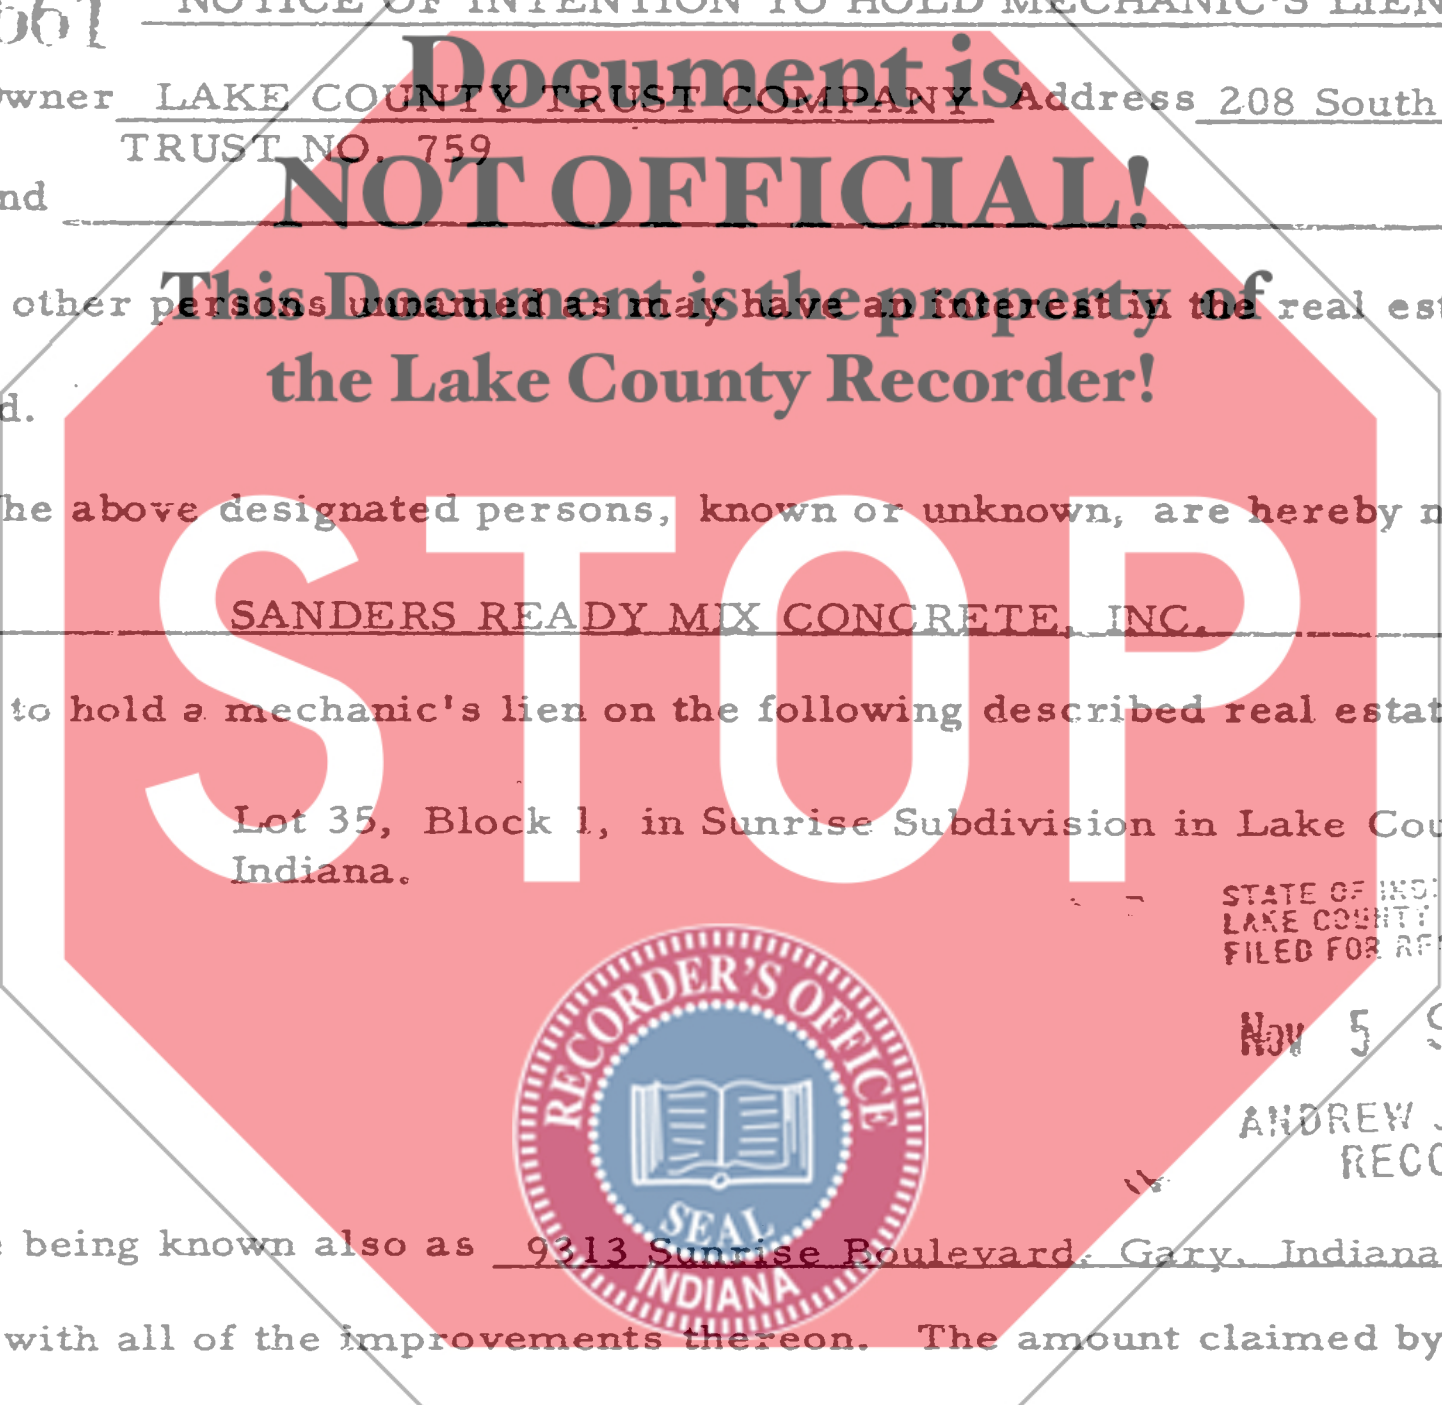 NOTICE OF INTENTION TO HOLD MECHANIC'S LIEN
661
Owner LAKE COUNTY TRUST COMPANY Address 208 South
TRUST NO. 759
nd
other persons unnamed as may have an interest in the real est
d.
he above designated persons, known or unknown, are hereby n
SANDERS READY MIX CONCRETE, INC.
to hold a mechanic's lien on the following described real estat
Lot 35, Block 1, in Sunrise Subdivision in Lake Cou
Indiana.
STATE OF INDI
LAKE COUNTY
FILED FOR RE
Nov 5 9
ANDREW J
RECO
e being known also as 9313 Sunrise Boulevard, Gary, Indiana
with all of the improvements thereon. The amount claimed by
Document is
NOT OFFICIAL!
This Document is the property of
the Lake County Recorder!
STOP
RECORDER'S OFFICE
SEAL
INDIANA